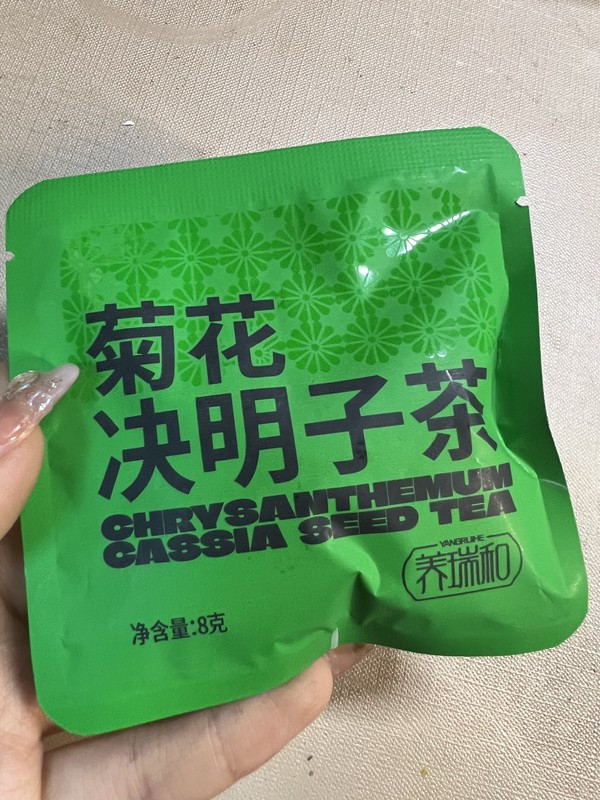 菊花
决明子茶
CHRYSANTHEMUM
CASSIA SEED TEA
YANGRUIHE
养瑞和
净含量:8克